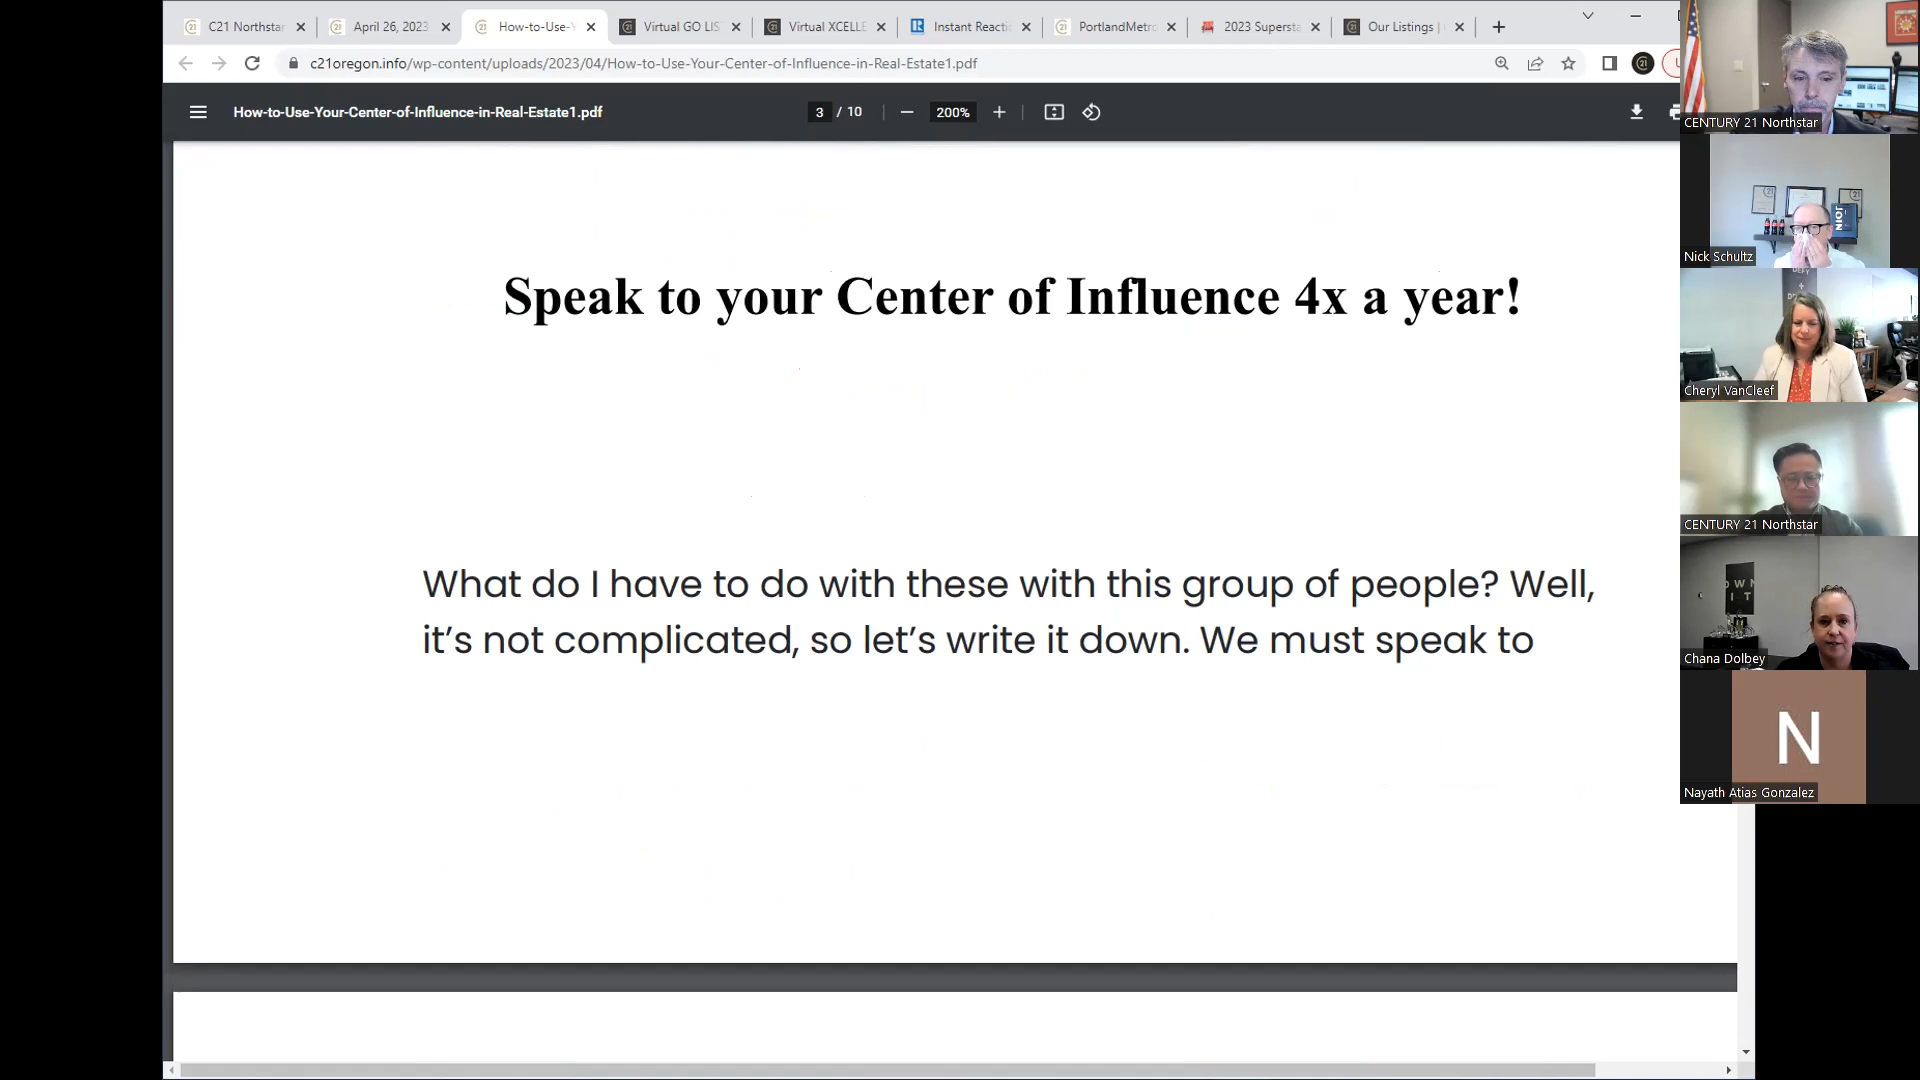 C21 Northstar
April 26, 2023
How-to-Use-Y
Virtual GO LIS
Virtual XCELLE
Instant Reacti
PortlandMetro
2023 Supersta
Our Listings |
c21oregon.info/wp-content/uploads/2023/04/How-to-Use-Your-Center-of-Influence-in-Real-Estate1.pdf
How-to-Use-Your-Center-of-Influence-in-Real-Estate1.pdf
3 / 10
200%
Speak to your Center of Influence 4x a year!
What do I have to do with these with this group of people? Well,
it’s not complicated, so let’s write it down. We must speak to
CENTURY 21 Northstar
JOIN
Nick Schultz
DEFY
Cheryl VanCleef
CENTURY 21 Northstar
OWN
IT
Chana Dolbey
N
Nayath Atias Gonzalez